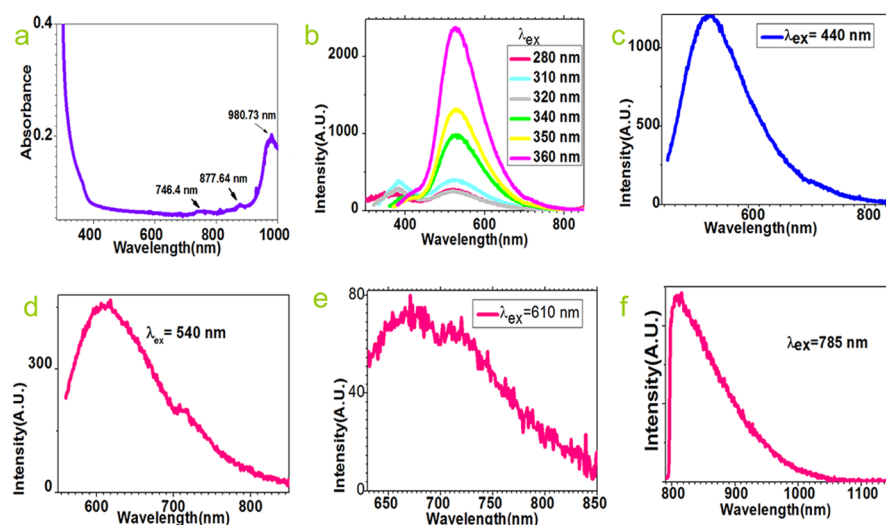 a
0.4
0.2
Absorbance
980.73 nm
877.64 nm
746.4 nm
400
600
800
1000
Wavelength(nm)
b
2000
1000
0
Intensity(A.U.)
λex
280 nm
310 nm
320 nm
340 nm
350 nm
360 nm
400
600
800
Wavelength(nm)
c
1000
500
0
Intensity(A.U.)
λex= 440 nm
600
800
Wavelength(nm)
d
300
0
Intensity(A.U.)
λex= 540 nm
600
700
800
Wavelength(nm)
e
80
40
0
Intensity(A.U.)
λex=610 nm
650
700
750
800
850
Wavelength(nm)
f
Intensity(A.U.)
λex=785 nm
800
900
1000
1100
Wavelength(nm)